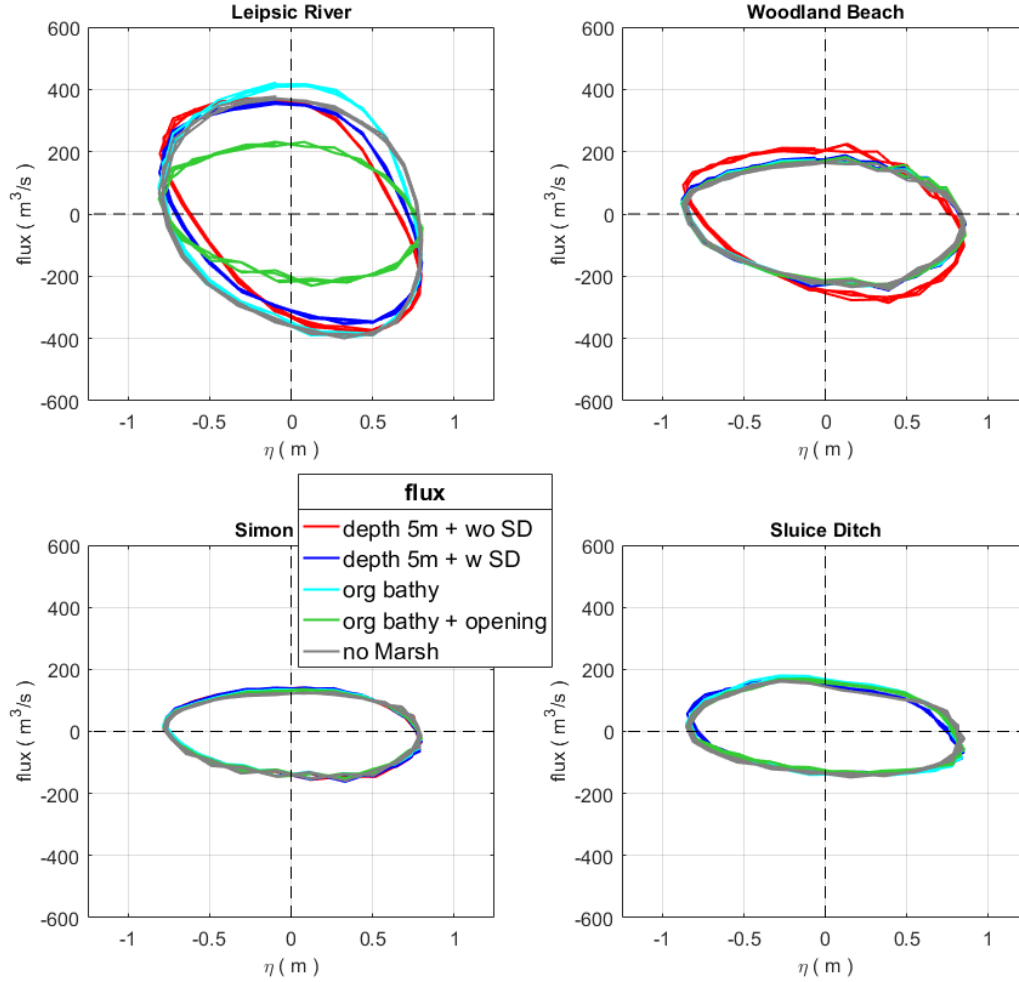 Leipsic River
600
400
200
0
-200
-400
-600
flux ( m³/s )
-1
-0.5
0
0.5
1
η ( m )
Woodland Beach
600
400
200
0
-200
-400
-600
flux ( m³/s )
-1
-0.5
0
0.5
1
η ( m )
Simon
600
400
200
0
-200
-400
-600
flux ( m³/s )
-1
-0.5
0
0.5
1
η ( m )
flux
depth 5m + wo SD
depth 5m + w SD
org bathy
org bathy + opening
no Marsh
Sluice Ditch
600
400
200
0
-200
-400
-600
flux ( m³/s )
-1
-0.5
0
0.5
1
η ( m )